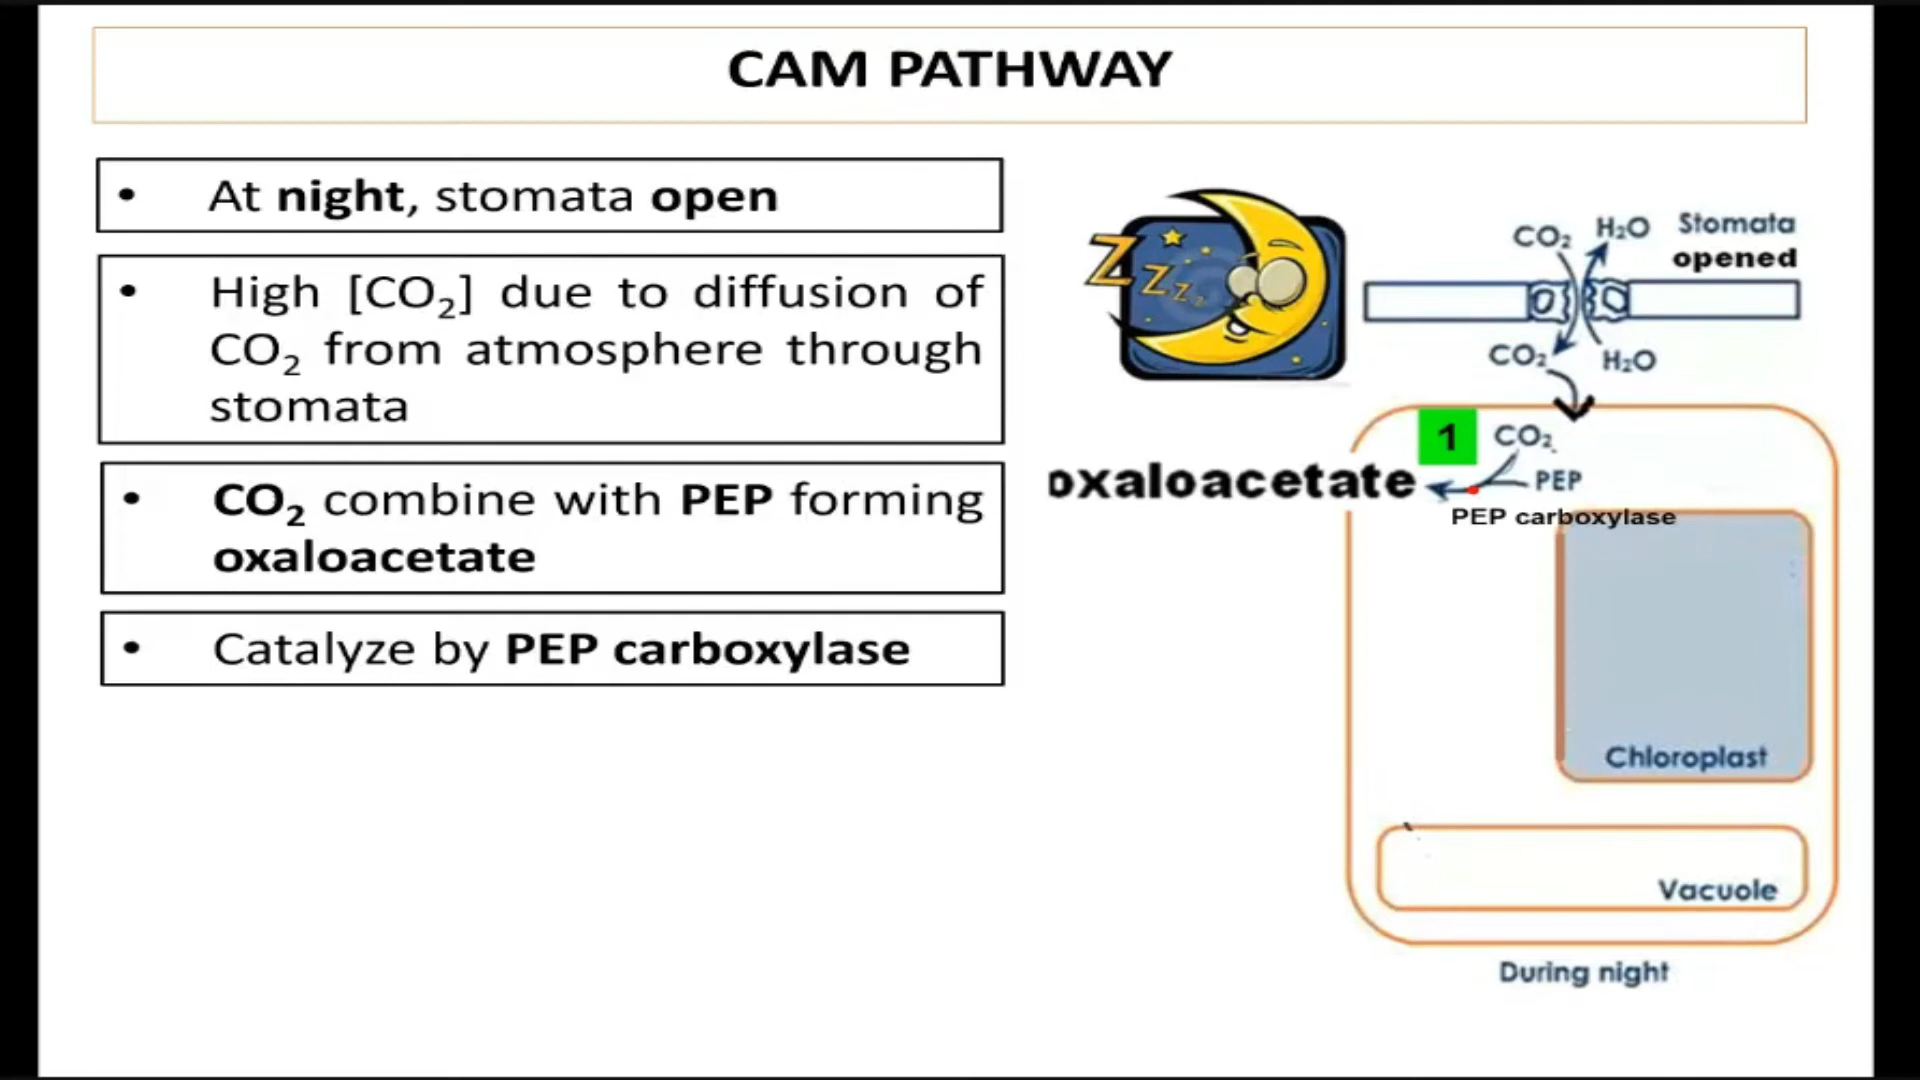 CAM PATHWAY
• At night, stomata open
• High [CO₂] due to diffusion of
CO₂ from atmosphere through
stomata
• CO₂ combine with PEP forming
oxaloacetate
• Catalyze by PEP carboxylase
Z Z Z Z
CO₂ H₂O Stomata
opened
CO₂ H₂O
1 CO₂
oxaloacetate PEP
PEP carboxylase
Chloroplast
Vacuole
During night